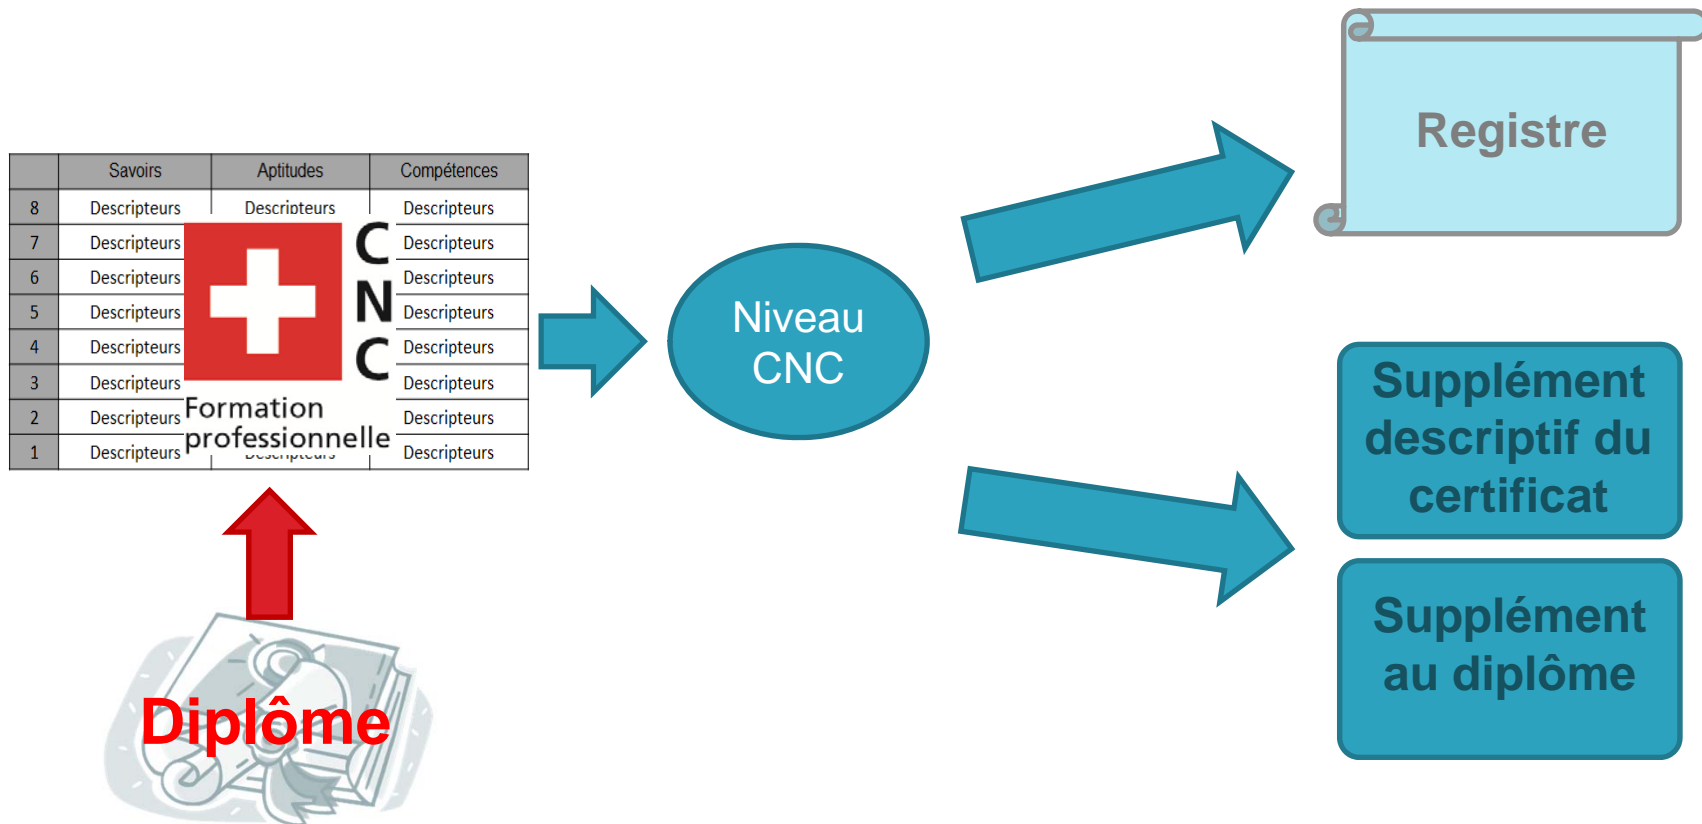 Savoirs Aptitudes Compétences
8 Descripteurs Descripteurs Descripteurs
7 Descripteurs Descripteurs
6 Descripteurs Descripteurs
5 Descripteurs Descripteurs
4 Descripteurs Descripteurs
3 Descripteurs Descripteurs
2 Descripteurs Descripteurs
1 Descripteurs Descripteurs Descripteurs
C
N
C
Formation
professionnelle
Diplôme
Niveau
CNC
Registre
Supplément
descriptif du
certificat
Supplément
au diplôme